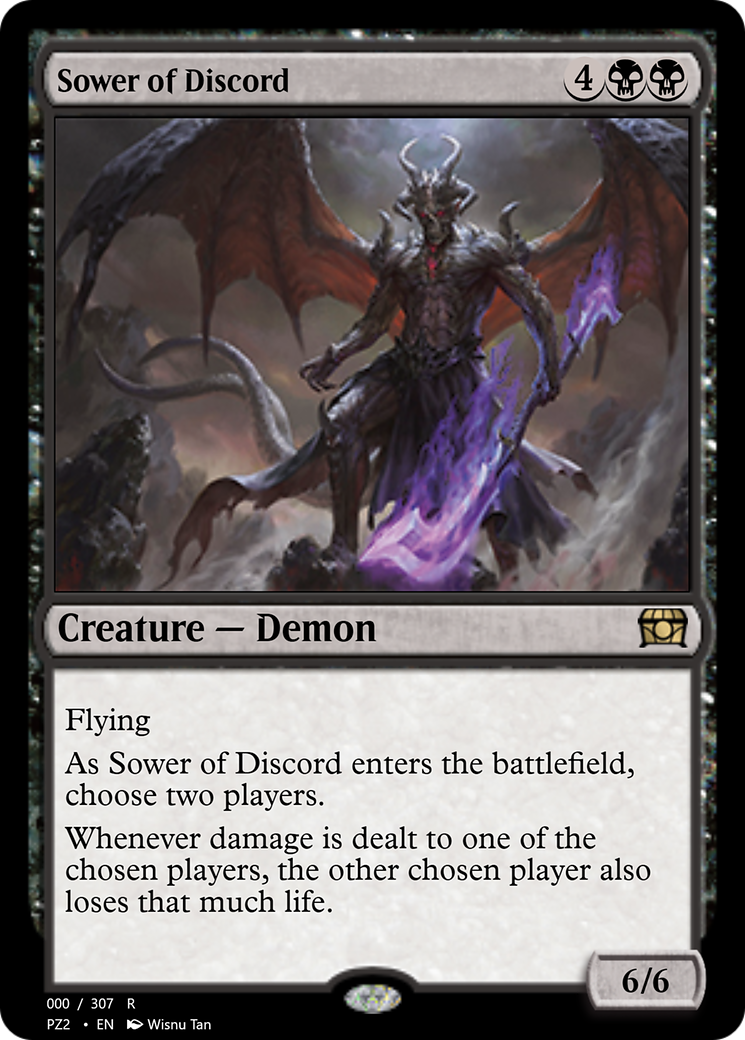 Sower of Discord 4
Creature — Demon
Flying
As Sower of Discord enters the battlefield,
choose two players.
Whenever damage is dealt to one of the
chosen players, the other chosen player also
loses that much life.
6/6
000 / 307 R
PZ2 • EN Wisnu Tan